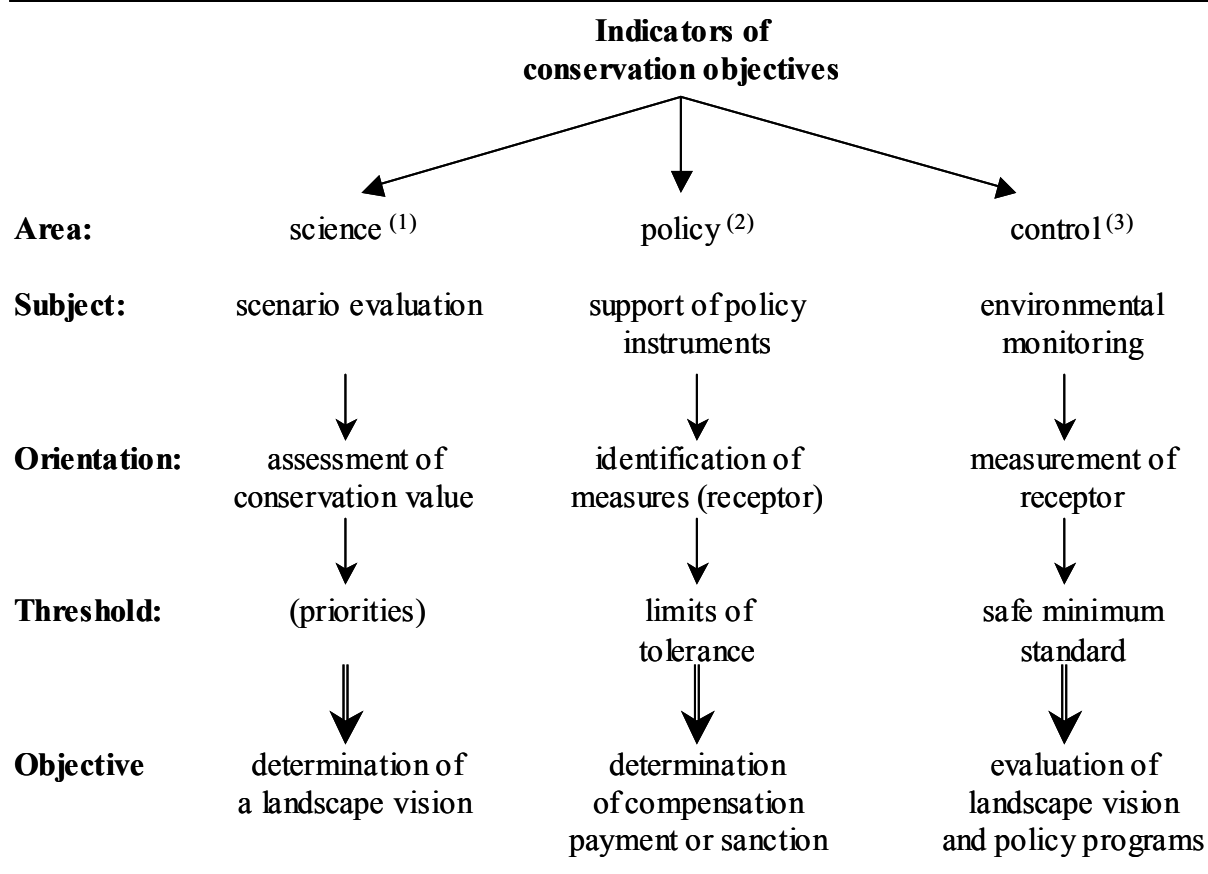 Indicators of
conservation objectives
Area: science (1) policy (2) control (3)
Subject: scenario evaluation support of policy environmental
instruments monitoring
Orientation: assessment of identification of measurement of
conservation value measures (receptor) receptor
Threshold: (priorities) limits of safe minimum
tolerance standard
Objective determination of determination evaluation of
a landscape vision of compensation landscape vision
payment or sanction and policy programs